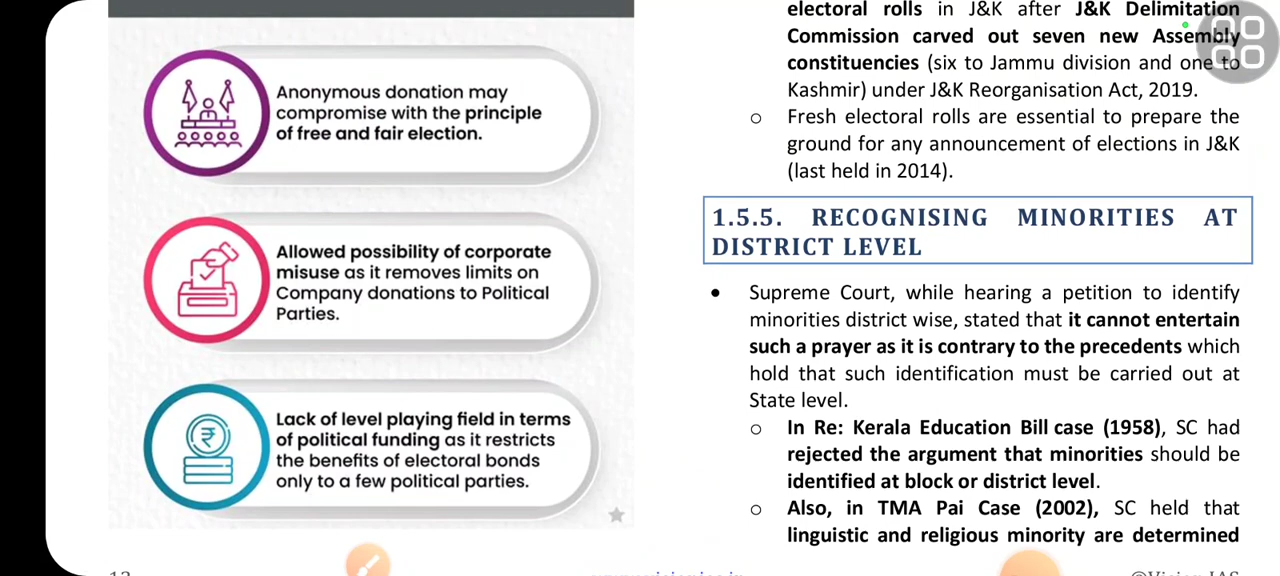 Anonymous donation may
compromise with the principle
of free and fair election.
Allowed possibility of corporate
misuse as it removes limits on
Company donations to Political
Parties.
Lack of level playing field in terms
of political funding as it restricts
the benefits of electoral bonds
only to a few political parties.
electoral rolls in J&K after J&K Delimitation
Commission carved out seven new Assembly
constituencies (six to Jammu division and one to
Kashmir) under J&K Reorganisation Act, 2019.
o Fresh electoral rolls are essential to prepare the
ground for any announcement of elections in J&K
(last held in 2014).
1.5.5. RECOGNISING MINORITIES AT
DISTRICT LEVEL
• Supreme Court, while hearing a petition to identify
minorities district wise, stated that it cannot entertain
such a prayer as it is contrary to the precedents which
hold that such identification must be carried out at
State level.
o In Re: Kerala Education Bill case (1958), SC had
rejected the argument that minorities should be
identified at block or district level.
o Also, in TMA Pai Case (2002), SC held that
linguistic and religious minority are determined